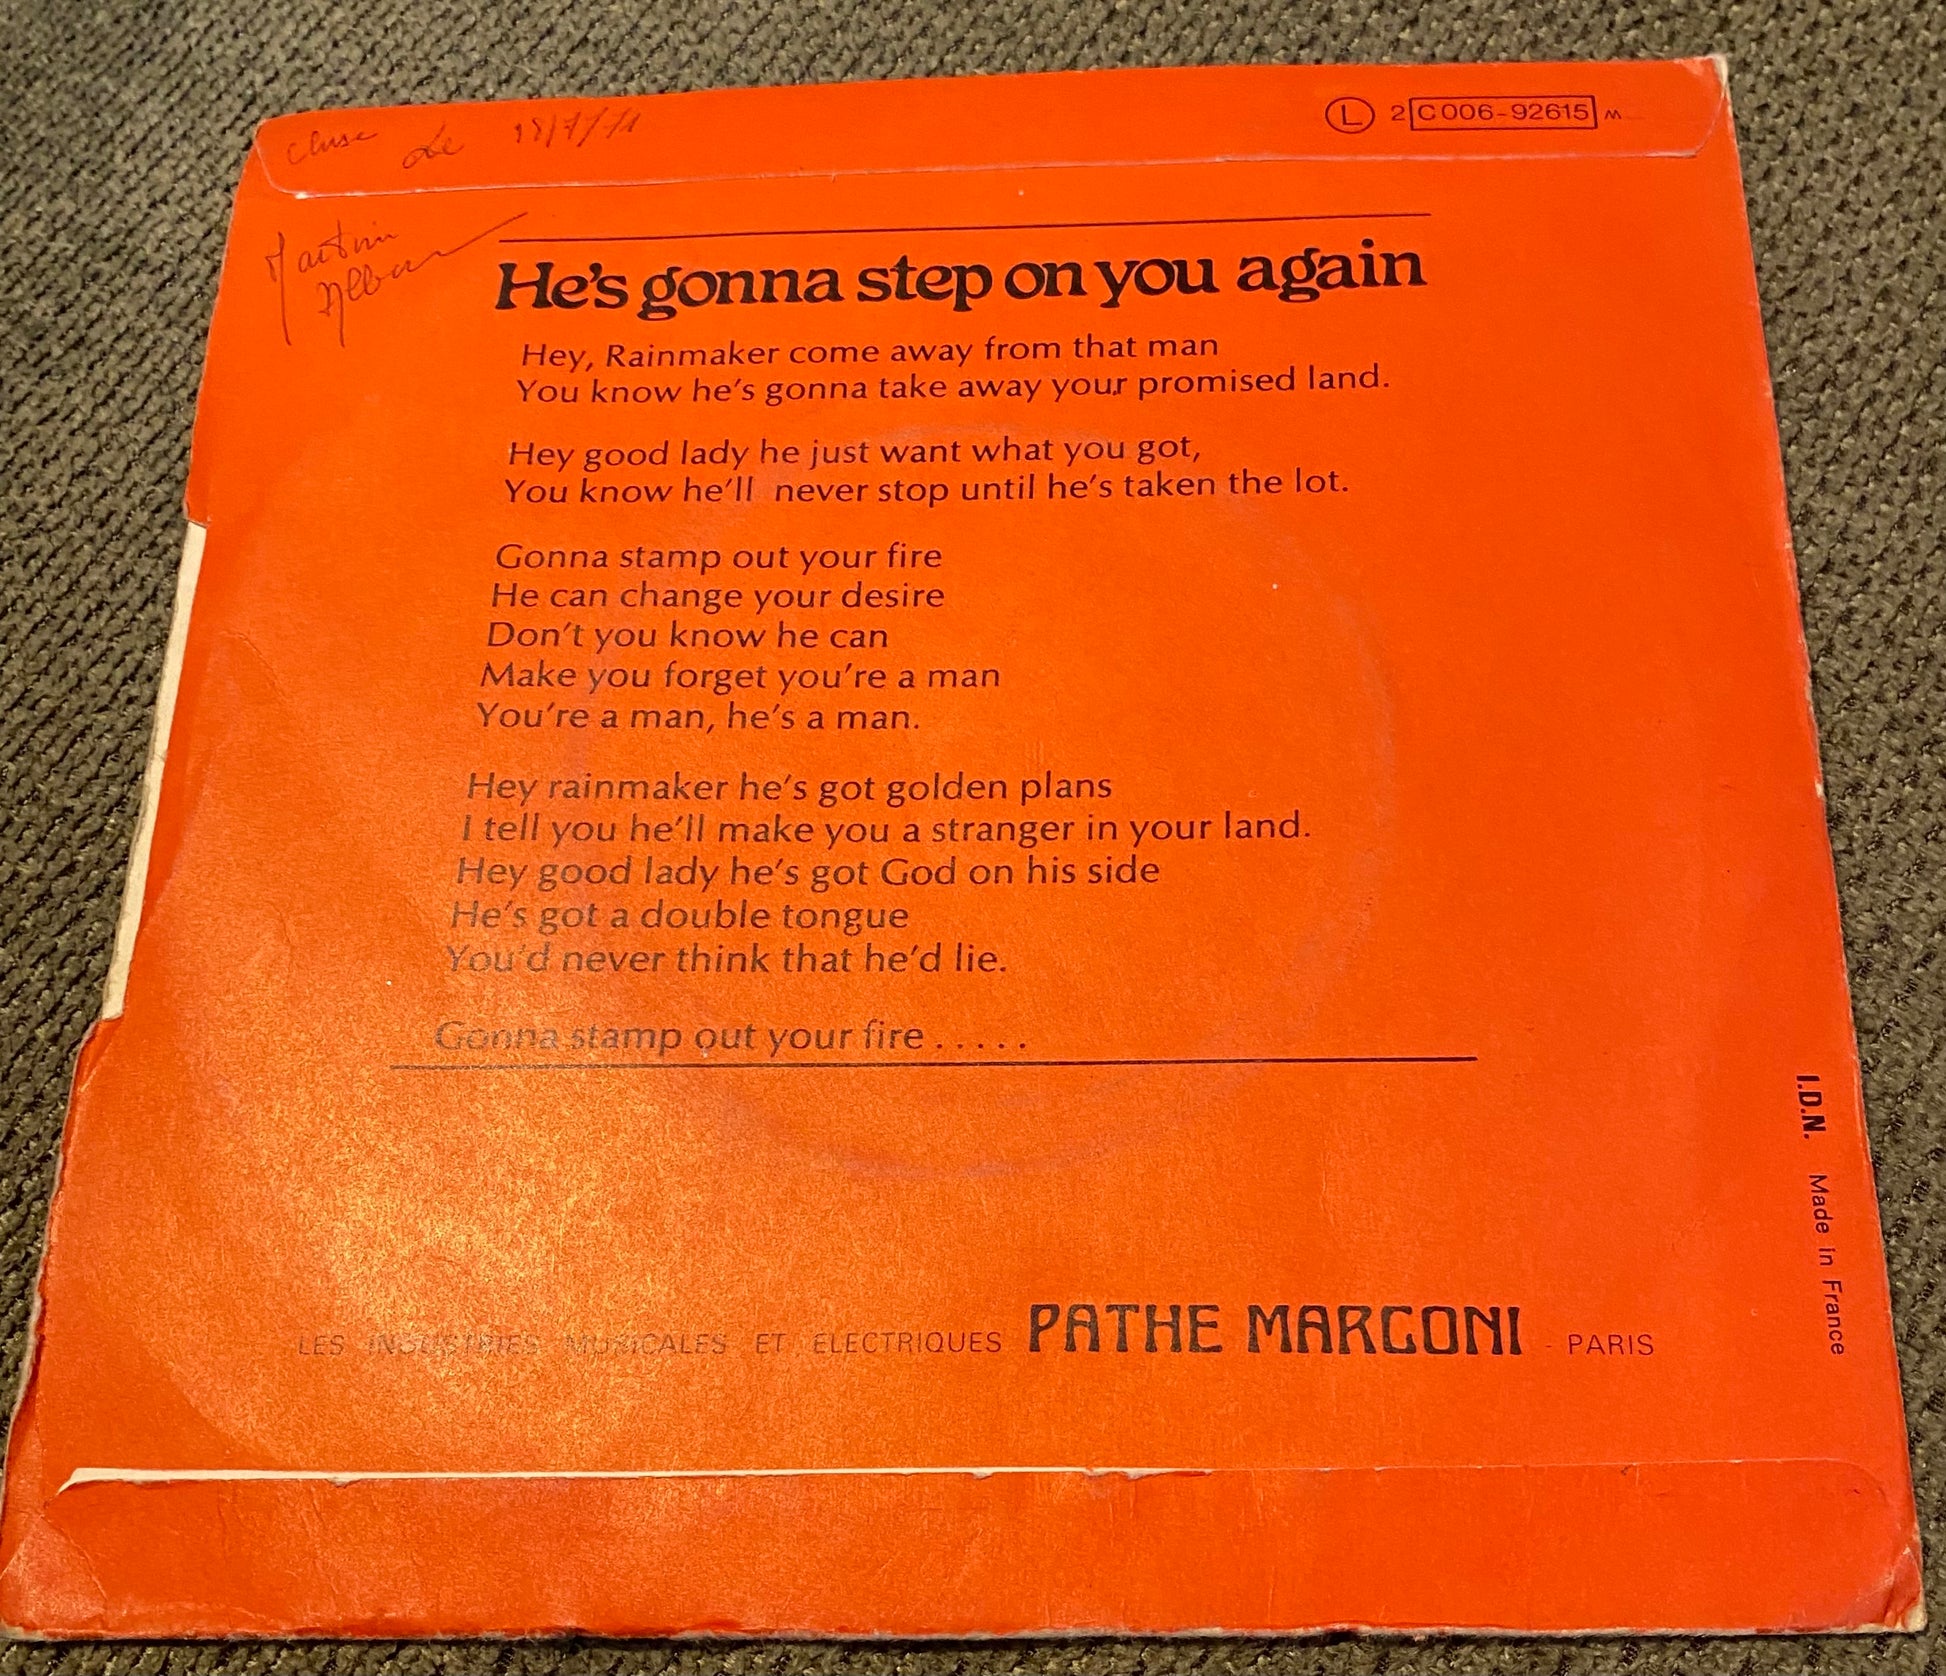 Cluse Le 18/7/71
L 2 C 006-92615 M
Martin
He's gonna step on you again
Hey, Rainmaker come away from that man
You know he's gonna take away your promised land.
Hey good lady he just want what you got,
You know he'll never stop until he's taken the lot.
Gonna stamp out your fire
He can change your desire
Don't you know he can
Make you forget you're a man
You're a man, he's a man.
Hey rainmaker he's got golden plans
I tell you he'll make you a stranger in your land.
Hey good lady he's got God on his side
He's got a double tongue
You'd never think that he'd lie.
Gonna stamp out your fire . . . . .
I.D.N. Made in France
LES INDUSTRIES MUSICALES ET ELECTRIQUES PATHE MARCONI - PARIS